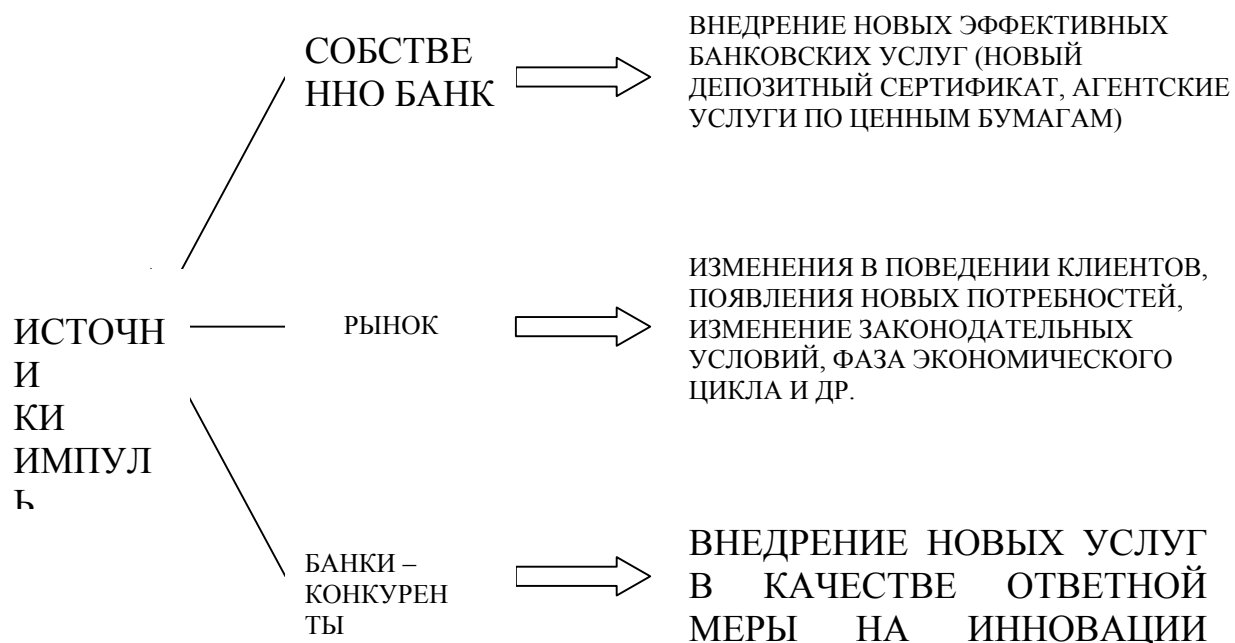 СОБСТВЕ
ННО БАНК
ВНЕДРЕНИЕ НОВЫХ ЭФФЕКТИВНЫХ
БАНКОВСКИХ УСЛУГ (НОВЫЙ
ДЕПОЗИТНЫЙ СЕРТИФИКАТ, АГЕНТСКИЕ
УСЛУГИ ПО ЦЕННЫМ БУМАГАМ)
ИСТОЧН
И
КИ
ИМПУЛ
Ь
РЫНОК
ИЗМЕНЕНИЯ В ПОВЕДЕНИИ КЛИЕНТОВ,
ПОЯВЛЕНИЯ НОВЫХ ПОТРЕБНОСТЕЙ,
ИЗМЕНЕНИЕ ЗАКОНОДАТЕЛЬНЫХ
УСЛОВИЙ, ФАЗА ЭКОНОМИЧЕСКОГО
ЦИКЛА И ДР.
БАНКИ –
КОНКУРЕН
ТЫ
ВНЕДРЕНИЕ НОВЫХ УСЛУГ
В КАЧЕСТВЕ ОТВЕТНОЙ
МЕРЫ НА ИННОВАЦИИ